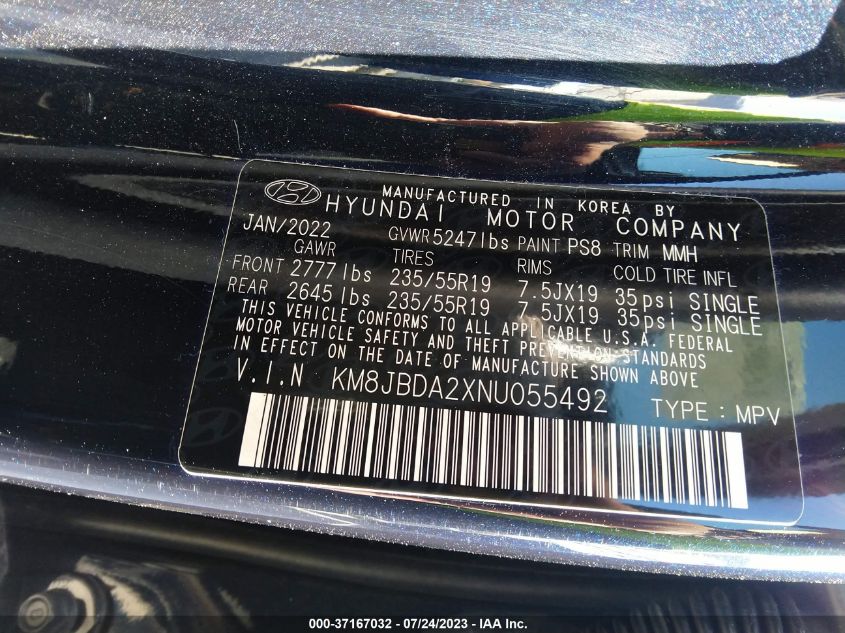 MANUFACTURED IN KOREA BY
HYUNDAI MOTOR COMPANY
JAN/2022 GVWR 5247lbs PAINT PS8 TRIM MMH
GAWR TIRES RIMS COLD TIRE INFL
FRONT 2777lbs 235/55R19 7.5JX19 35psi SINGLE
REAR 2645lbs 235/55R19 7.5JX19 35psi SINGLE
THIS VEHICLE CONFORMS TO ALL APPLICABLE U.S.A. FEDERAL
MOTOR VEHICLE SAFETY AND THEFT PREVENTION STANDARDS
IN EFFECT ON THE DATE OF MANUFACTURE SHOWN ABOVE
V.I.N KM8JBDA2XNU055492 TYPE : MPV
000-37167032 - 07/24/2023 - IAA Inc.